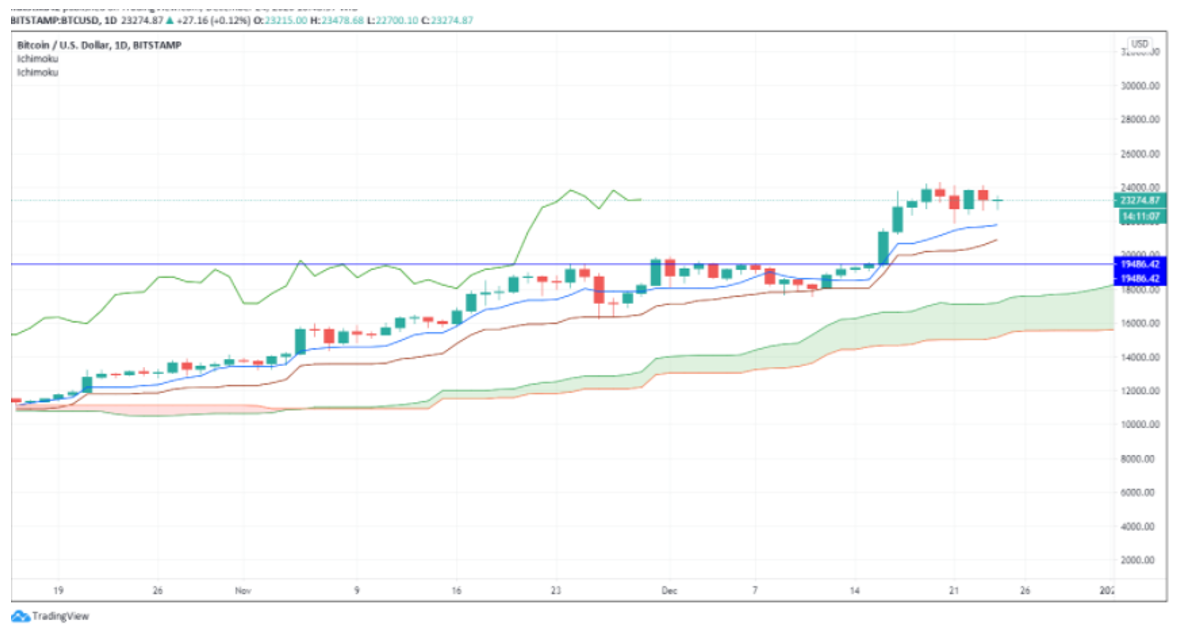 BITSTAMP:BTCUSD, 1D 23274.87 ▲ +27.16 (+0.12%) O:23215.00 H:23478.68 L:22700.10 C:23274.87
Bitcoin / U.S. Dollar, 1D, BITSTAMP
Ichimoku
Ichimoku
USD
30000.00
28000.00
26000.00
24000.00
23274.87
14:11:07
20000.00
19486.42
19486.42
18000.00
16000.00
14000.00
12000.00
10000.00
8000.00
6000.00
4000.00
2000.00
19 26 Nov 9 16 23 Dec 7 14 21 26
TradingView